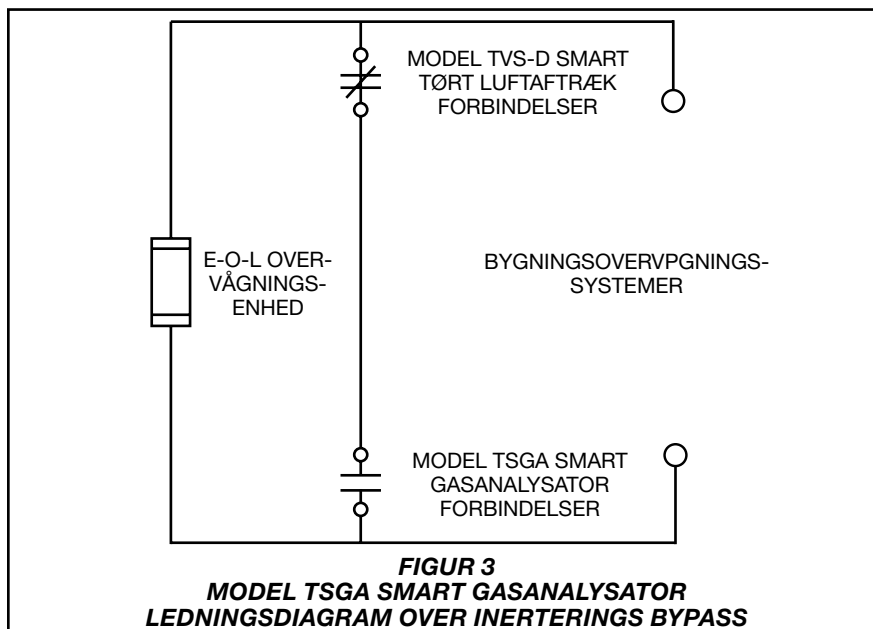 MODEL TVS-D SMART
TØRT LUFTAFTRÆK
FORBINDELSER
E-O-L OVER-
VÅGNINGS-
ENHED
BYGNINGSOVERVPGNINGS-
SYSTEMER
MODEL TSGA SMART
GASANALYSATOR
FORBINDELSER
FIGUR 3
MODEL TSGA SMART GASANALYSATOR
LEDNINGSDIAGRAM OVER INERTERINGS BYPASS